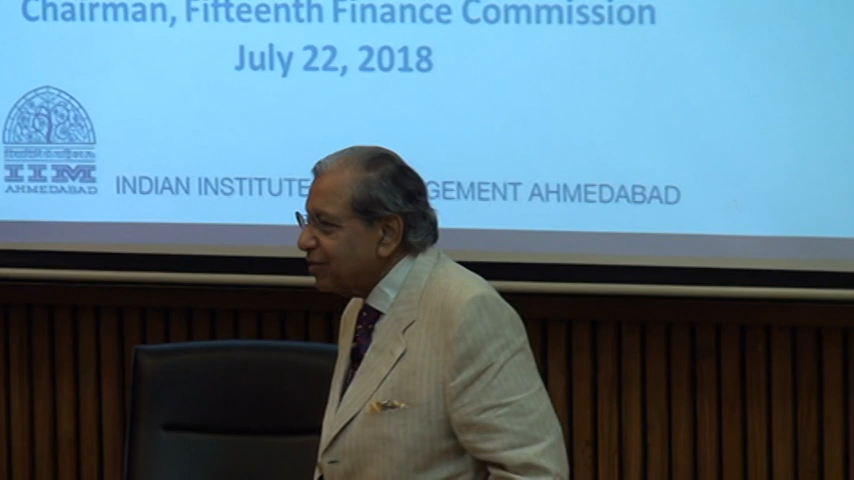 Chairman, Fifteenth Finance Commission
July 22, 2018
IIM
AHMEDABAD
INDIAN INSTITUTE GEMENT AHMEDABAD